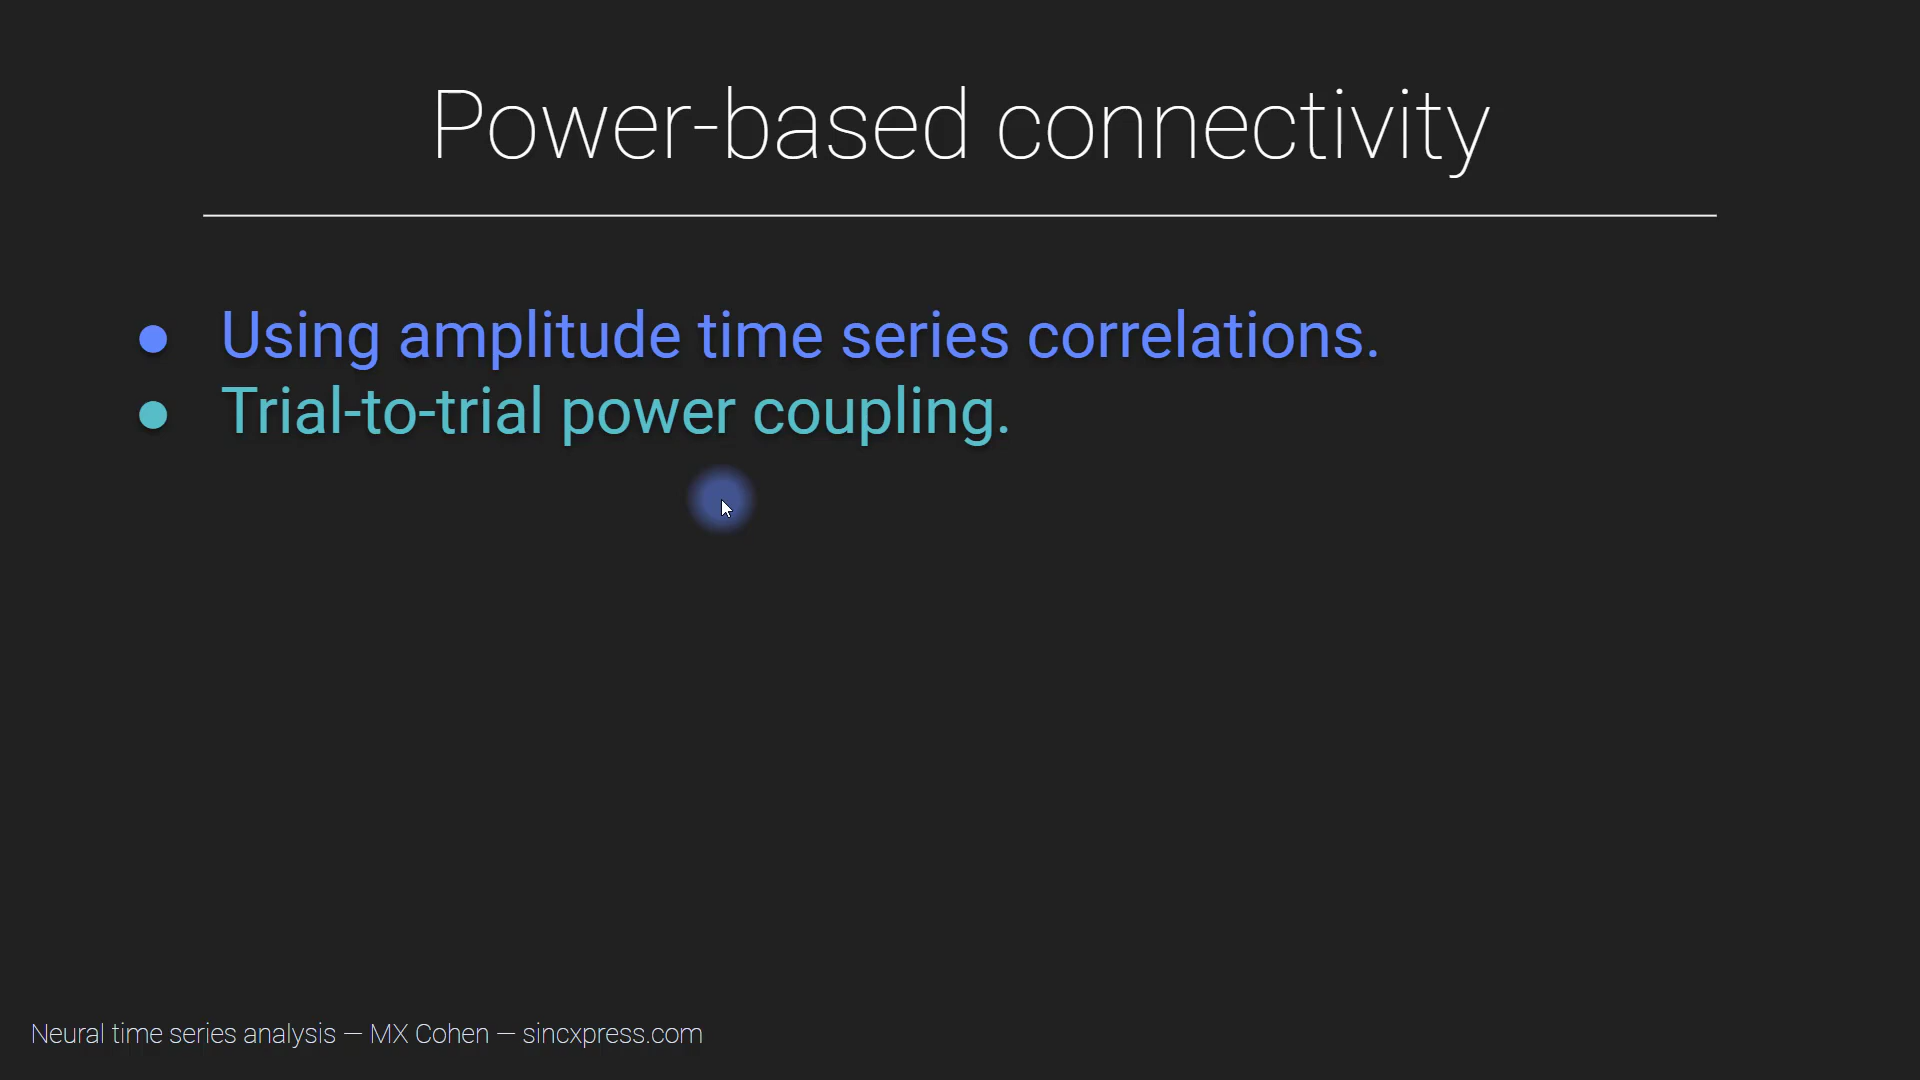 Power-based connectivity
● Using amplitude time series correlations.
● Trial-to-trial power coupling.
Neural time series analysis — MX Cohen — sincxpress.com